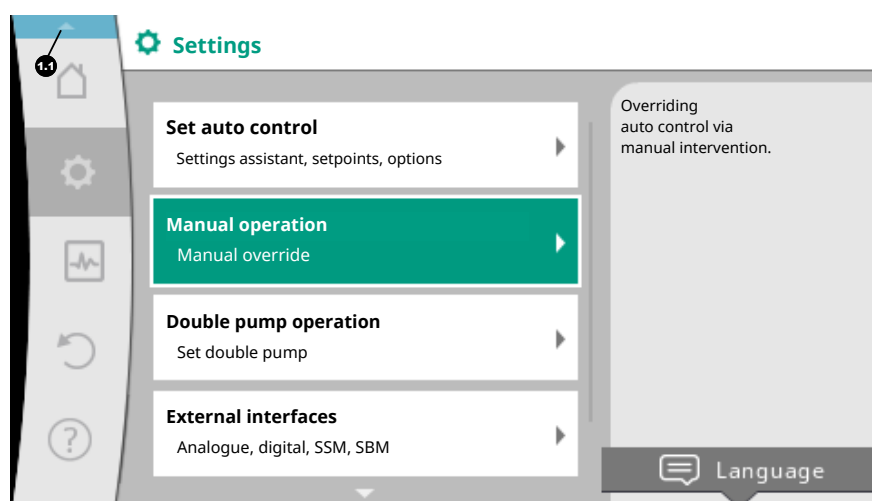 1.1
Settings
Set auto control
Settings assistant, setpoints, options
Manual operation
Manual override
Double pump operation
Set double pump
External interfaces
Analogue, digital, SSM, SBM
Overriding
auto control via
manual intervention.
?
Language